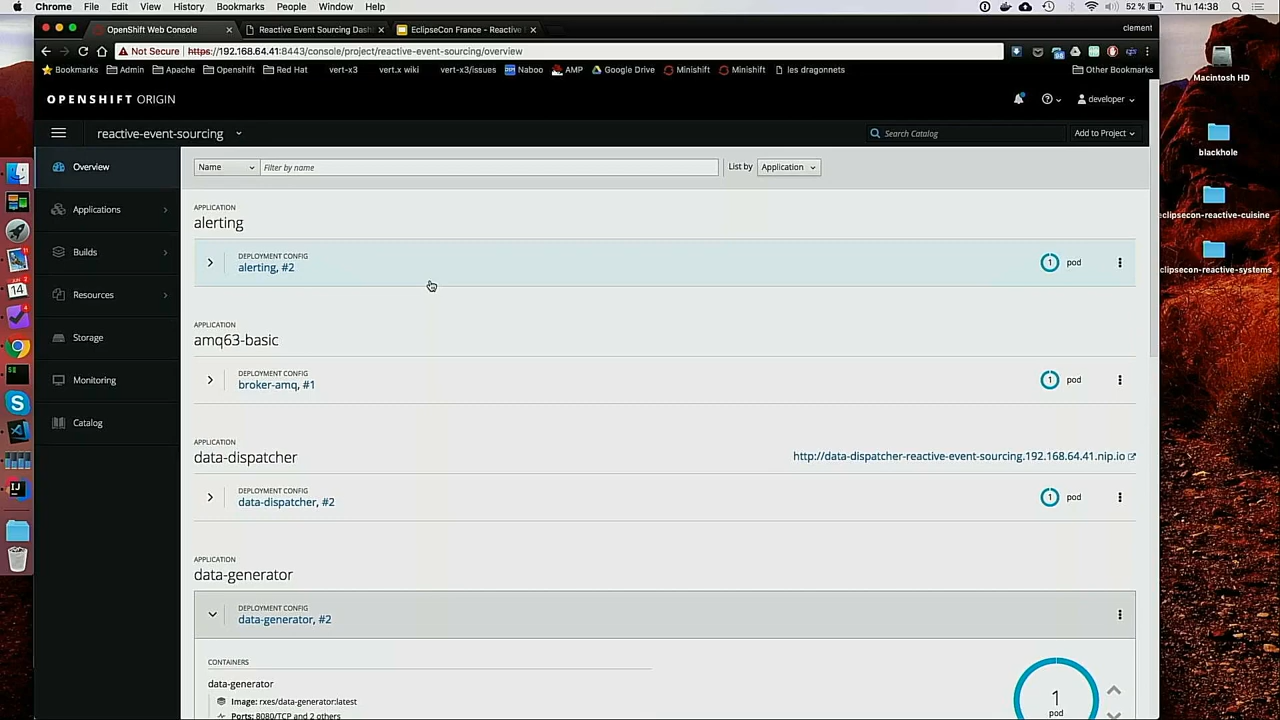 Chrome File Edit View History Bookmarks People Window Help 52 % Thu 14:38
OpenShift Web Console Reactive Event Sourcing Dash EclipseCon France - Reactive clement
Not Secure https://192.168.64.41:8443/console/project/reactive-event-sourcing/overview
Bookmarks Admin Apache Openshift Red Hat vert-x3 vert.x wiki vert-x3/issues Naboo AMP Google Drive Minishift Minishift les dragonnets Other Bookmarks
Macintosh HD
OPENSHIFT ORIGIN developer
reactive-event-sourcing Search Catalog Add to Project
blackhole
Overview
Name Filter by name List by Application
Applications
APPLICATION
alerting
eclipsecon-reactive-cuisine
Builds
DEPLOYMENT CONFIG
alerting, #2
1 pod
eclipsecon-reactive-systems
Resources
14
APPLICATION
amq63-basic
Storage
Monitoring
DEPLOYMENT CONFIG
broker-amq, #1
1 pod
Catalog
APPLICATION
data-dispatcher
http://data-dispatcher-reactive-event-sourcing.192.168.64.41.nip.io
DEPLOYMENT CONFIG
data-dispatcher, #2
1 pod
APPLICATION
data-generator
DEPLOYMENT CONFIG
data-generator, #2
CONTAINERS
data-generator
Image: rxes/data-generator:latest
Ports: 8080/TCP and 2 others
1
pod